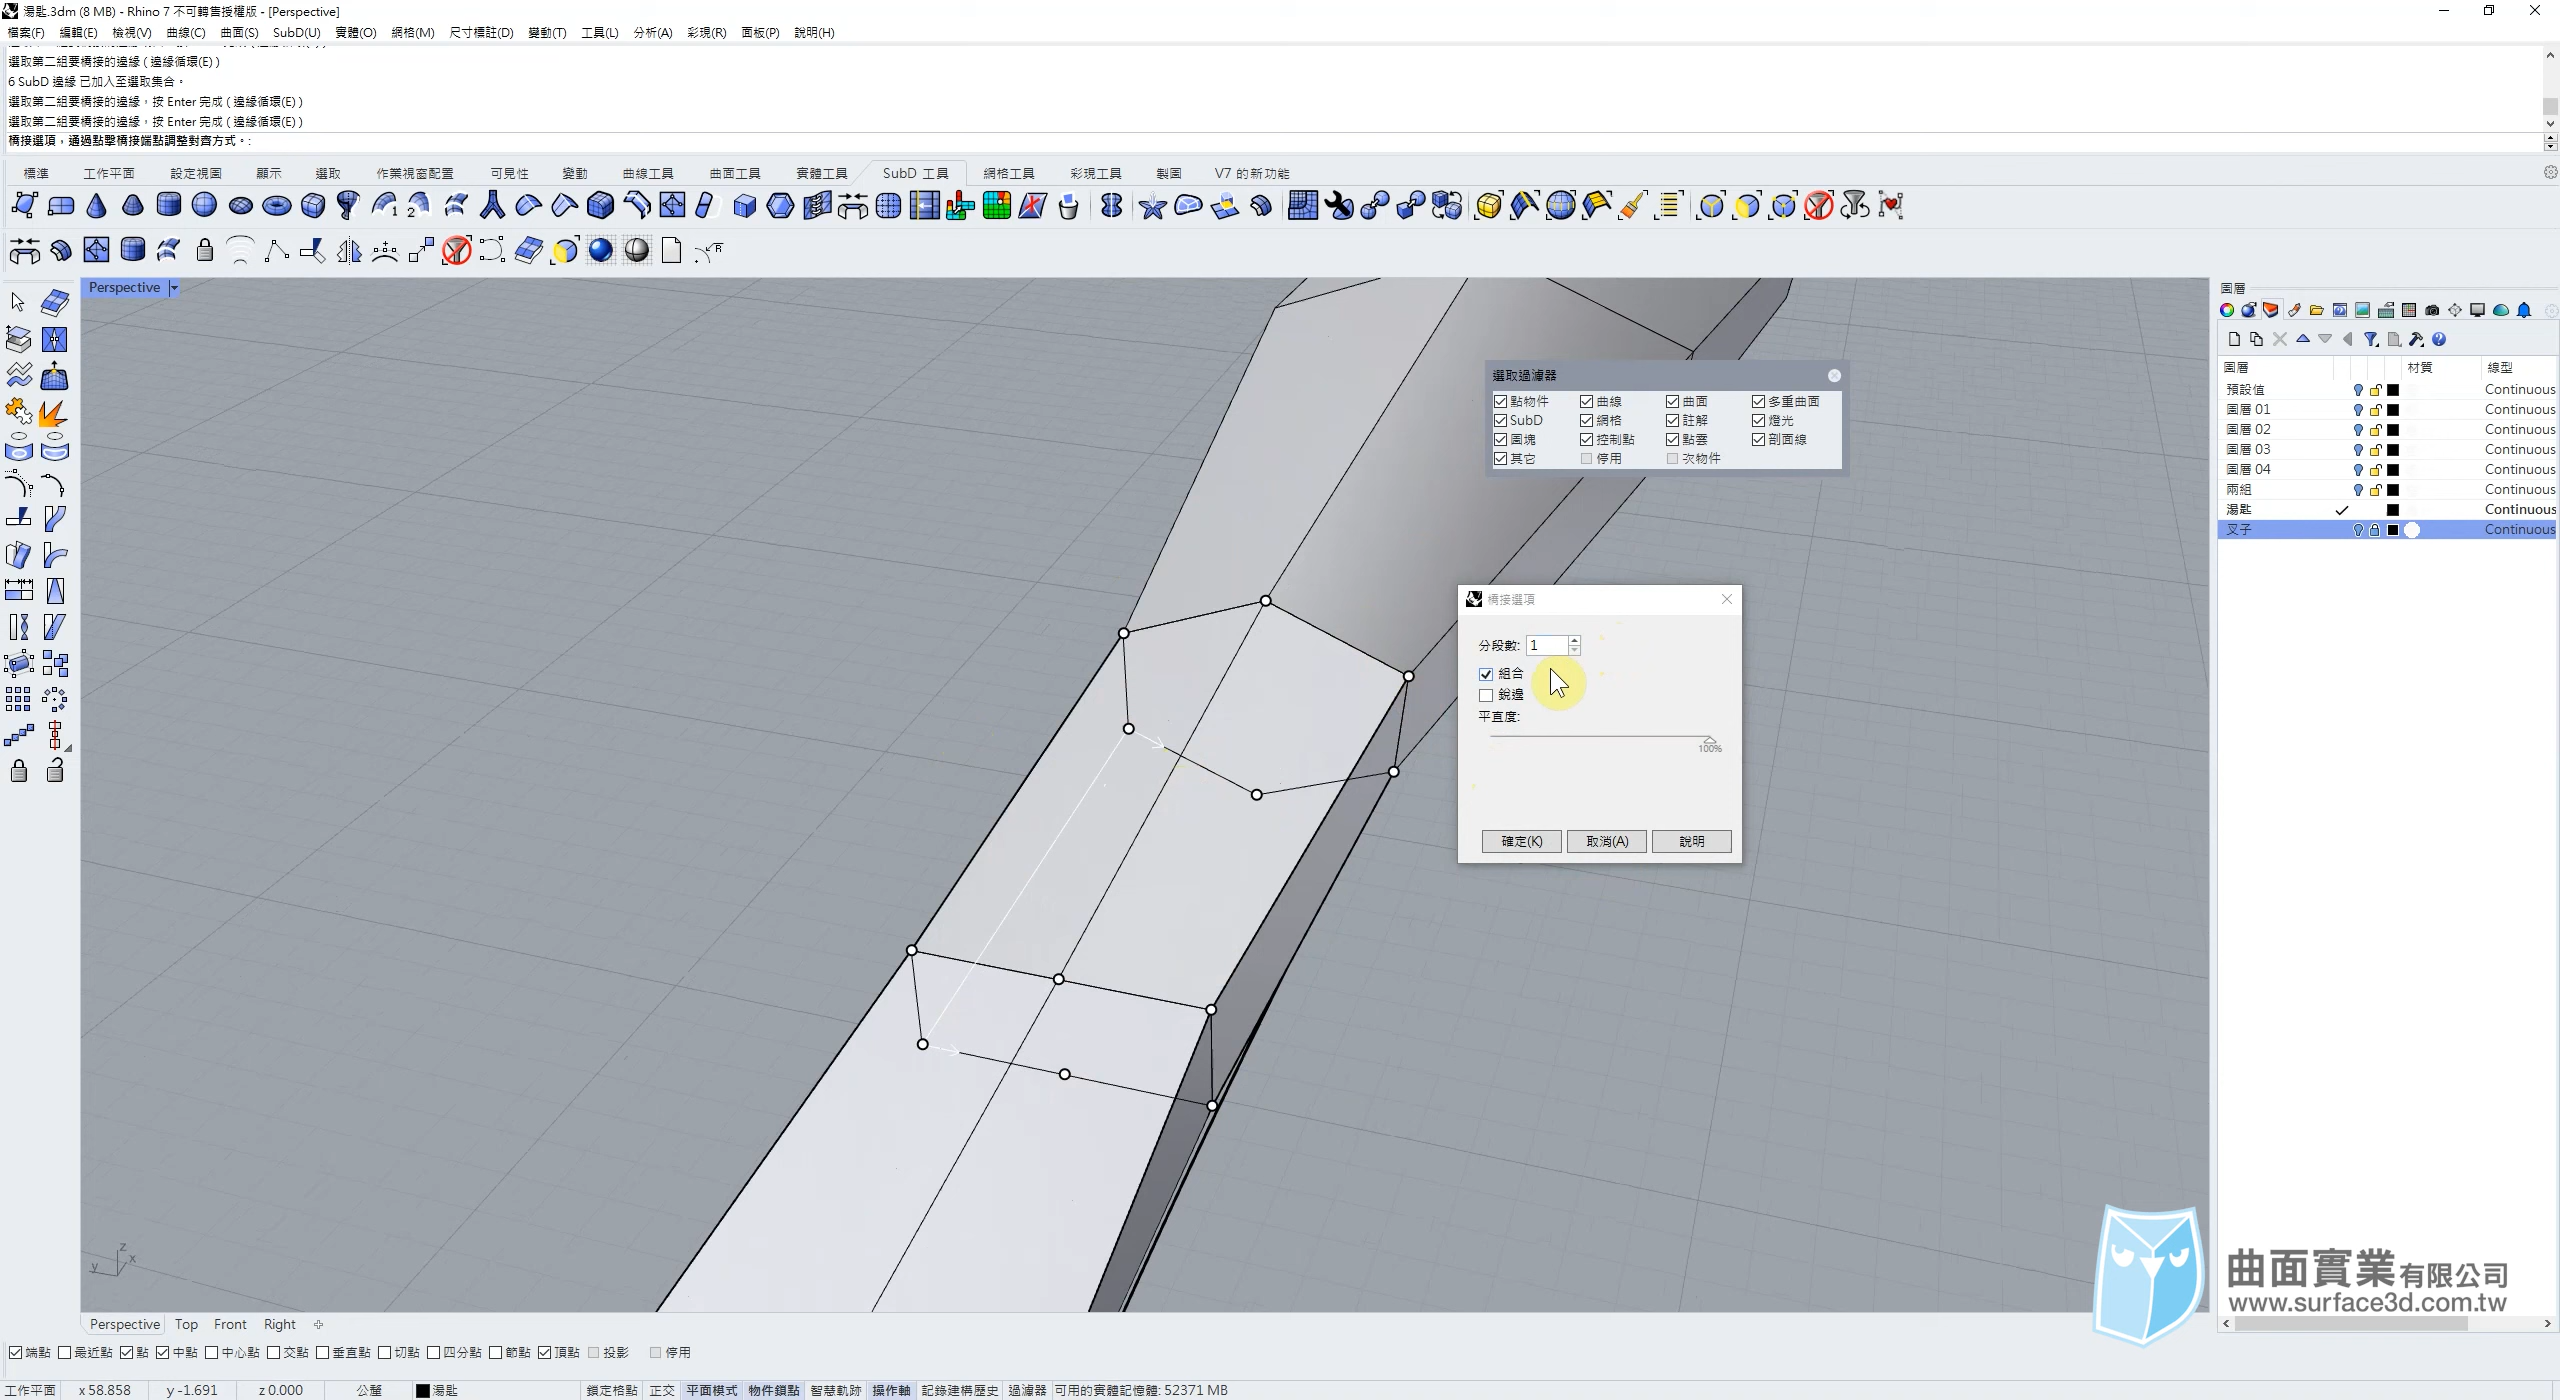 湯匙.3dm (8 MB) - Rhino 7 不可轉售授權版 - [Perspective]
檔案(F) 編輯(E) 檢視(V) 曲線(C) 曲面(S) SubD(U) 實體(O) 網格(M) 尺寸標註(D) 變動(T) 工具(L) 分析(A) 彩現(R) 面板(P) 說明(H)
選取第二組要橋接的邊緣 ( 邊緣循環(E) )
6 SubD 邊緣 已加入至選取集合。
選取第二組要橋接的邊緣，按 Enter 完成 ( 邊緣循環(E) )
選取第二組要橋接的邊緣，按 Enter 完成 ( 邊緣循環(E) )
橋接選項，通過點擊橋接端點調整對齊方式。:
標準 工作平面 設定視圖 顯示 選取 作業視窗配置 可見性 變動 曲線工具 曲面工具 實體工具 SubD 工具 網格工具 彩現工具 製圖 V7 的新功能
Perspective
圖層
圖層 材質 線型
預設值 Continuous
圖層 01 Continuous
圖層 02 Continuous
圖層 03 Continuous
圖層 04 Continuous
兩組 Continuous
湯匙 Continuous
叉子 Continuous
選取過濾器
點物件 曲線 曲面 多重曲面
SubD 網格 註解 燈光
圖塊 控制點 點雲 剖面線
其它 停用 次物件
橋接選項
分段數: 1
組合
銳邊
平直度:
100%
確定(K) 取消(A) 說明
z
x
y
曲面實業有限公司
www.surface3d.com.tw
Perspective Top Front Right
端點 最近點 點 中點 中心點 交點 垂直點 切點 四分點 節點 頂點 投影 停用
工作平面 x 58.858 y -1.691 z 0.000 公釐 湯匙 鎖定格點 正交 平面模式 物件鎖點 智慧軌跡 操作軸 記錄建構歷史 過濾器 可用的實體記憶體: 52371 MB